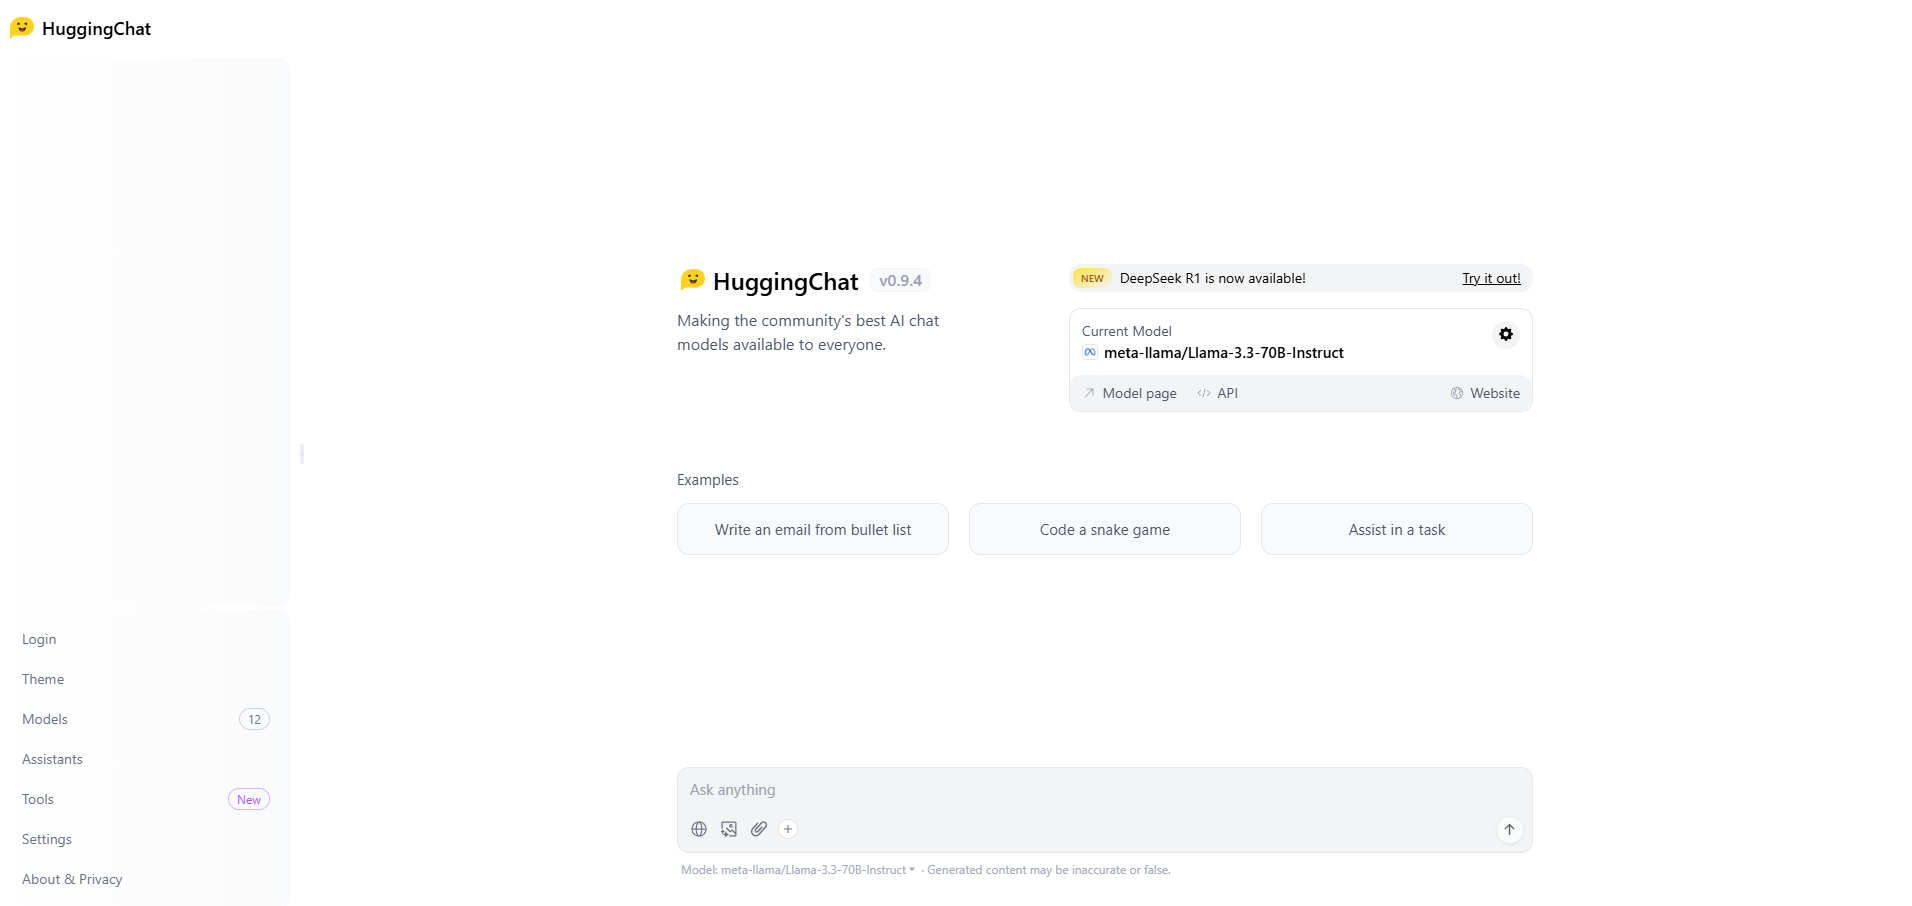 HuggingChat
Login
Theme
Models 12
Assistants
Tools New
Settings
About & Privacy
HuggingChat v0.9.4
Making the community's best AI chat
models available to everyone.
NEW DeepSeek R1 is now available! Try it out!
Current Model
meta-llama/Llama-3.3-70B-Instruct
Model page </> API Website
Examples
Write an email from bullet list
Code a snake game
Assist in a task
Ask anything
Model: meta-llama/Llama-3.3-70B-Instruct · Generated content may be inaccurate or false.